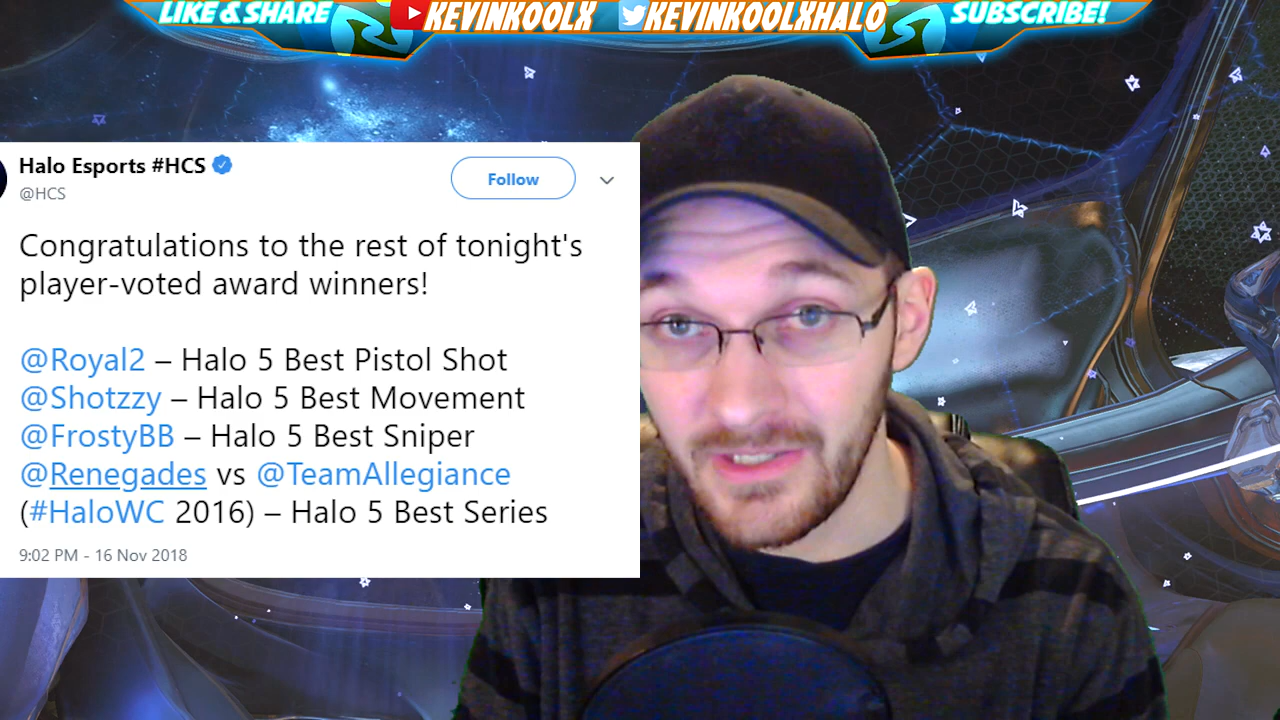 LIKE & SHARE KEVINKOOLX KEVINKOOLXHALO SUBSCRIBE!
Halo Esports #HCS
Follow
@HCS
Congratulations to the rest of tonight's
player-voted award winners!
@Royal2 – Halo 5 Best Pistol Shot
@Shotzzy – Halo 5 Best Movement
@FrostyBB – Halo 5 Best Sniper
@Renegades vs @TeamAllegiance
(#HaloWC 2016) – Halo 5 Best Series
9:02 PM - 16 Nov 2018